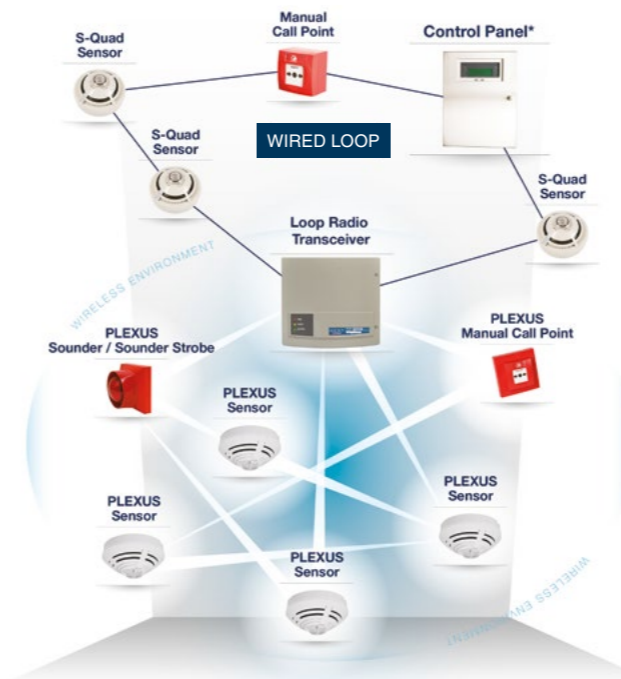 Manual
Call Point
Control Panel*
S-Quad
Sensor
WIRED LOOP
S-Quad
Sensor
S-Quad
Sensor
Loop Radio
Transceiver
WIRELESS ENVIRONMENT
PLEXUS
Manual Call Point
PLEXUS
Sounder / Sounder Strobe
PLEXUS
Sensor
PLEXUS
Sensor
PLEXUS
Sensor
PLEXUS
Sensor
WIRELESS ENVIRONMENT